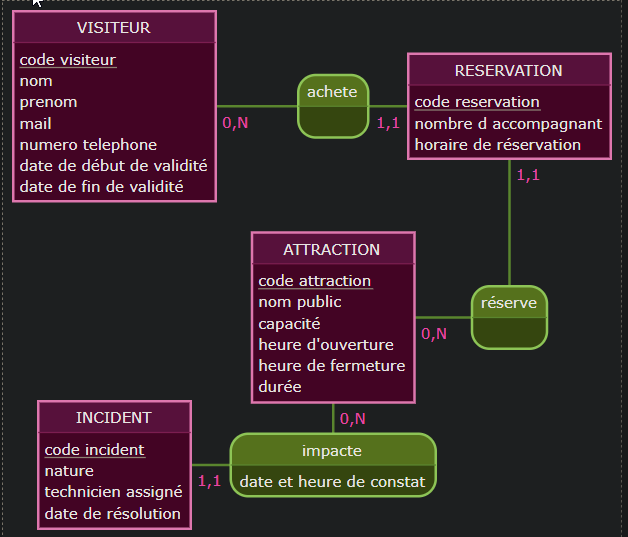 VISITEUR
code visiteur
nom
prenom
mail
numero telephone
date de début de validité
date de fin de validité
0,N
achete
1,1
RESERVATION
code reservation
nombre d accompagnant
horaire de réservation
1,1
réserve
0,N
ATTRACTION
code attraction
nom public
capacité
heure d'ouverture
heure de fermeture
durée
0,N
impacte
date et heure de constat
1,1
INCIDENT
code incident
nature
technicien assigné
date de résolution